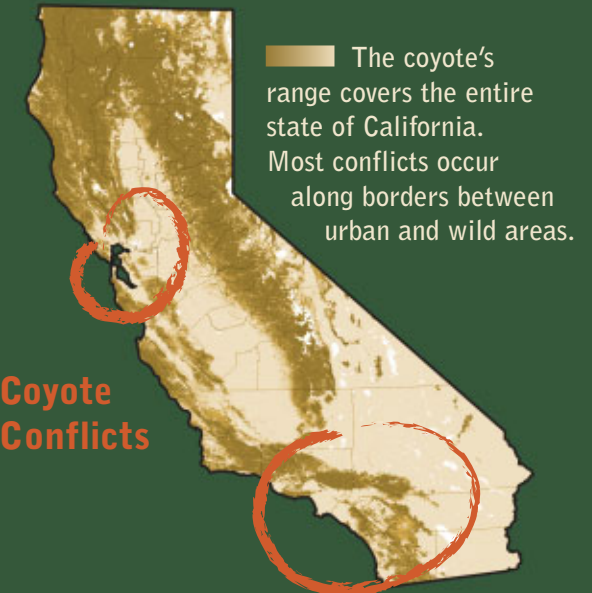 The coyote's
range covers the entire
state of California.
Most conflicts occur
along borders between
urban and wild areas.
Coyote
Conflicts